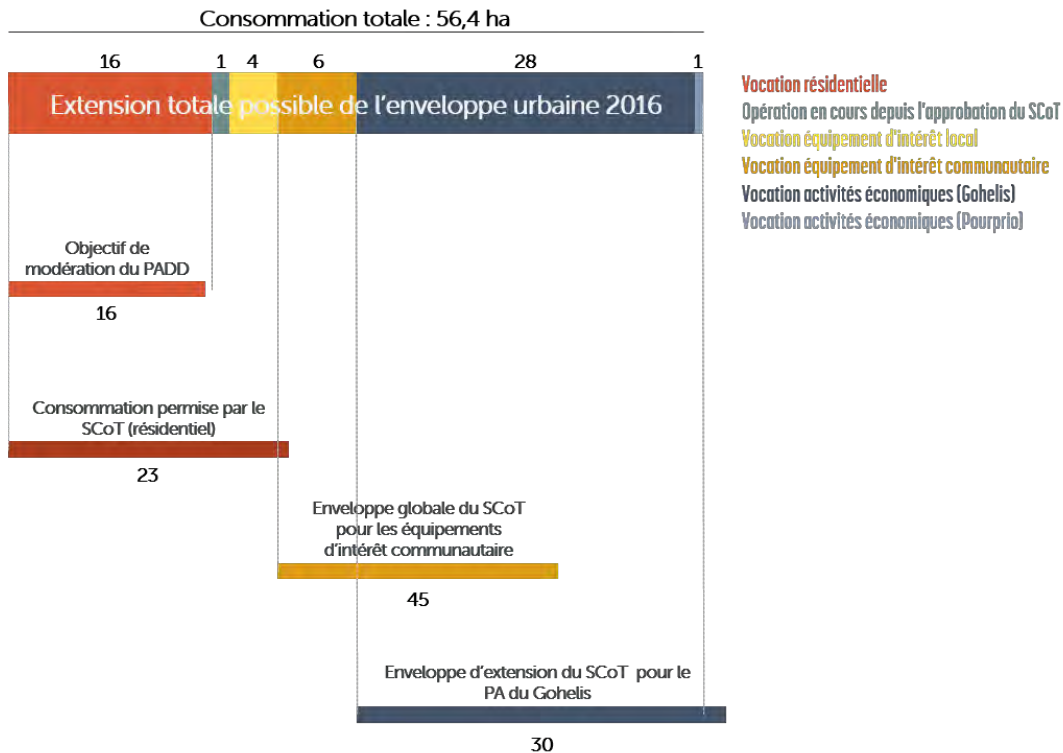 Consommation totale : 56,4 ha
16 1 4 6 28 1
Extension totale possible de l'enveloppe urbaine 2016
Vocation résidentielle
Opération en cours depuis l'approbation du SCoT
Vocation équipement d'intérêt local
Vocation équipement d'intérêt communautaire
Vocation activités économiques (Gohelis)
Vocation activités économiques (Pourprio)
Objectif de
modération du PADD
16
Consommation permise par le
SCoT (résidentiel)
23
Enveloppe globale du SCoT
pour les équipements
d'intérêt communautaire
45
Enveloppe d'extension du SCoT pour le
PA du Gohelis
30